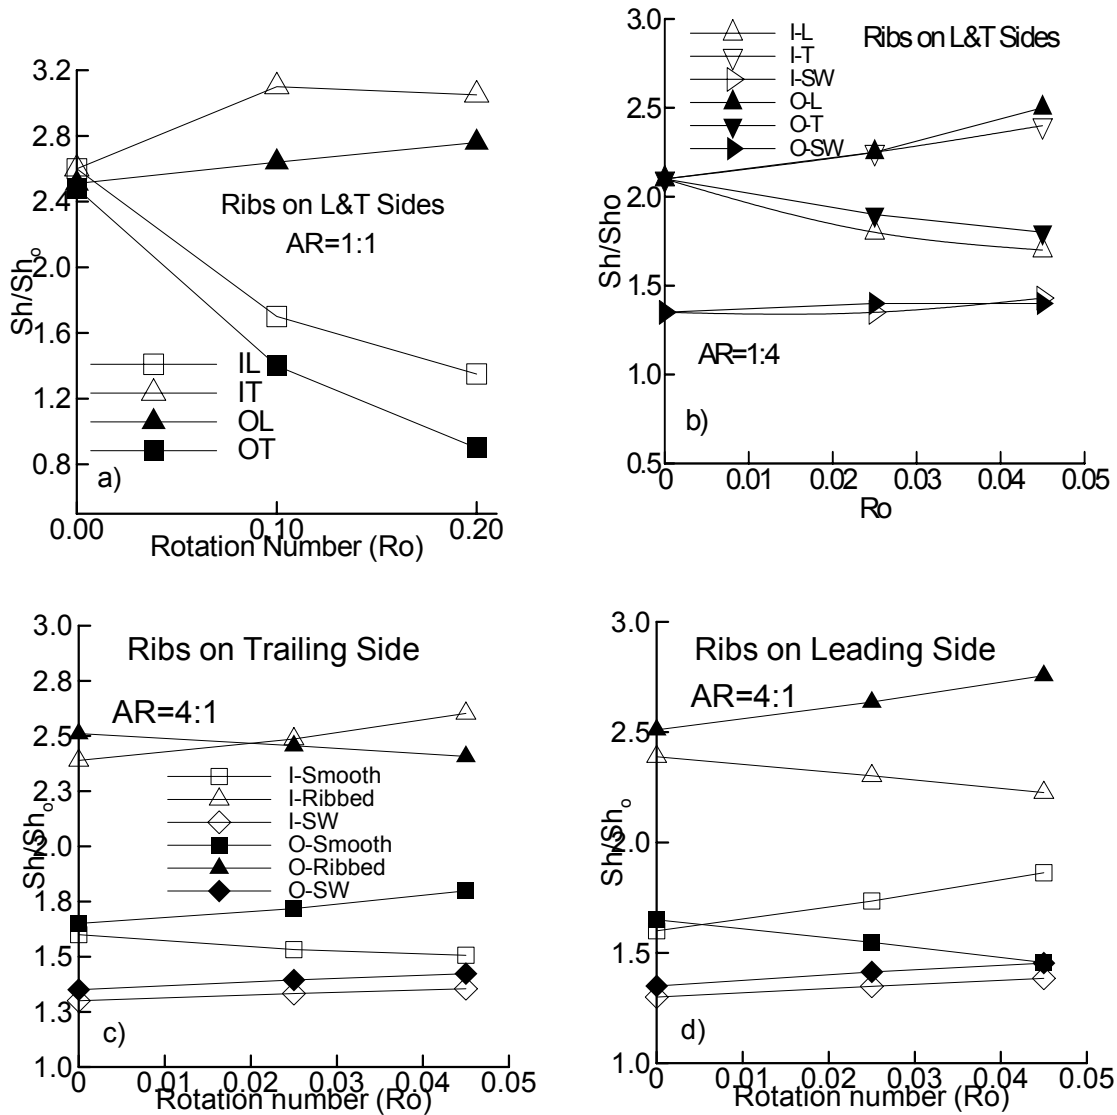 3.2
2.8
2.4
2.0
1.6
1.2
0.8
Sh/Sho
Ribs on L&T Sides
AR=1:1
IL
IT
OL
OT
a)
0.00
0.10
0.20
Rotation Number (Ro)
3.0
2.5
2.0
1.5
1.0
0.5
Sh/Sho
I-L
I-T
I-SW
O-L
O-T
O-SW
Ribs on L&T Sides
AR=1:4
b)
0
0.01
0.02
0.03
0.04
0.05
Ro
3.0
2.8
2.5
2.3
2.0
1.8
1.5
1.3
1.0
Sh/Sho
Ribs on Trailing Side
AR=4:1
I-Smooth
I-Ribbed
I-SW
O-Smooth
O-Ribbed
O-SW
c)
0
0.01
0.02
0.03
0.04
0.05
Rotation number (Ro)
3.0
2.5
2.0
1.5
1.0
Sh/Sho
Ribs on Leading Side
AR=4:1
d)
0
0.01
0.02
0.03
0.04
0.05
Rotation number (Ro)